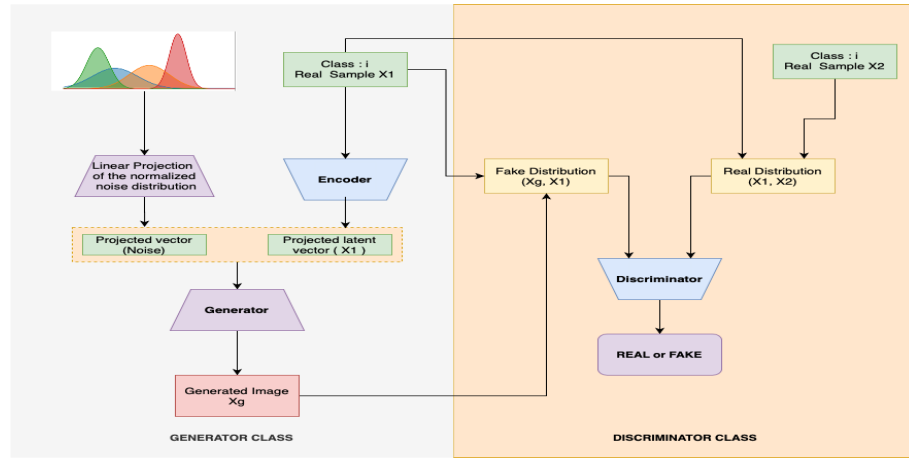 Class : i
Real Sample X1
Class : i
Real Sample X2
Linear Projection
of the normalized
noise distribution
Encoder
Fake Distribution
(Xg, X1)
Real Distribution
(X1, X2)
Projected vector
(Noise)
Projected latent
vector ( X1 )
Generator
Discriminator
REAL or FAKE
Generated Image
Xg
GENERATOR CLASS
DISCRIMINATOR CLASS